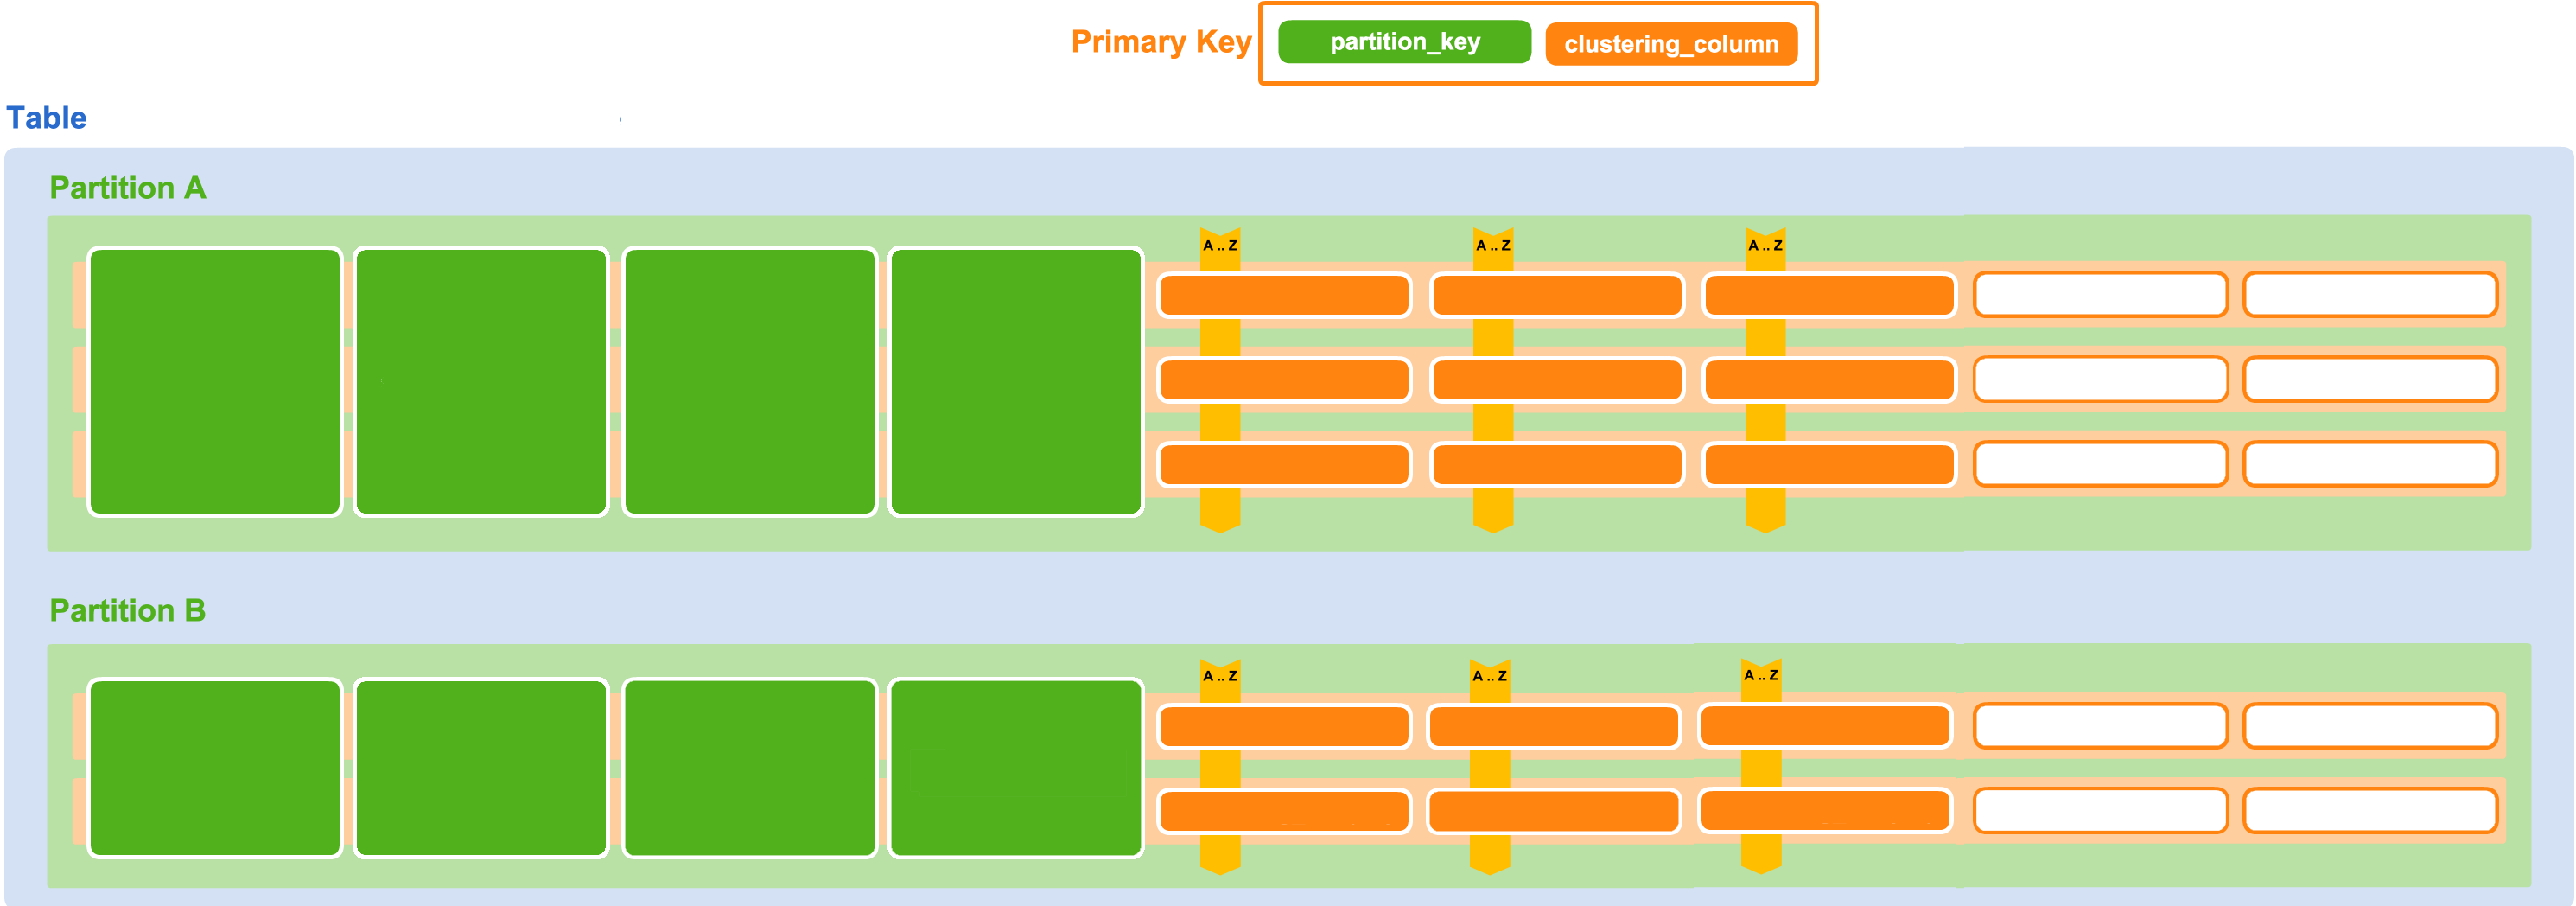 Primary Key partition_key clustering_column
Table
Partition A
A .. Z A .. Z A .. Z
Partition B
A .. Z A .. Z A .. Z